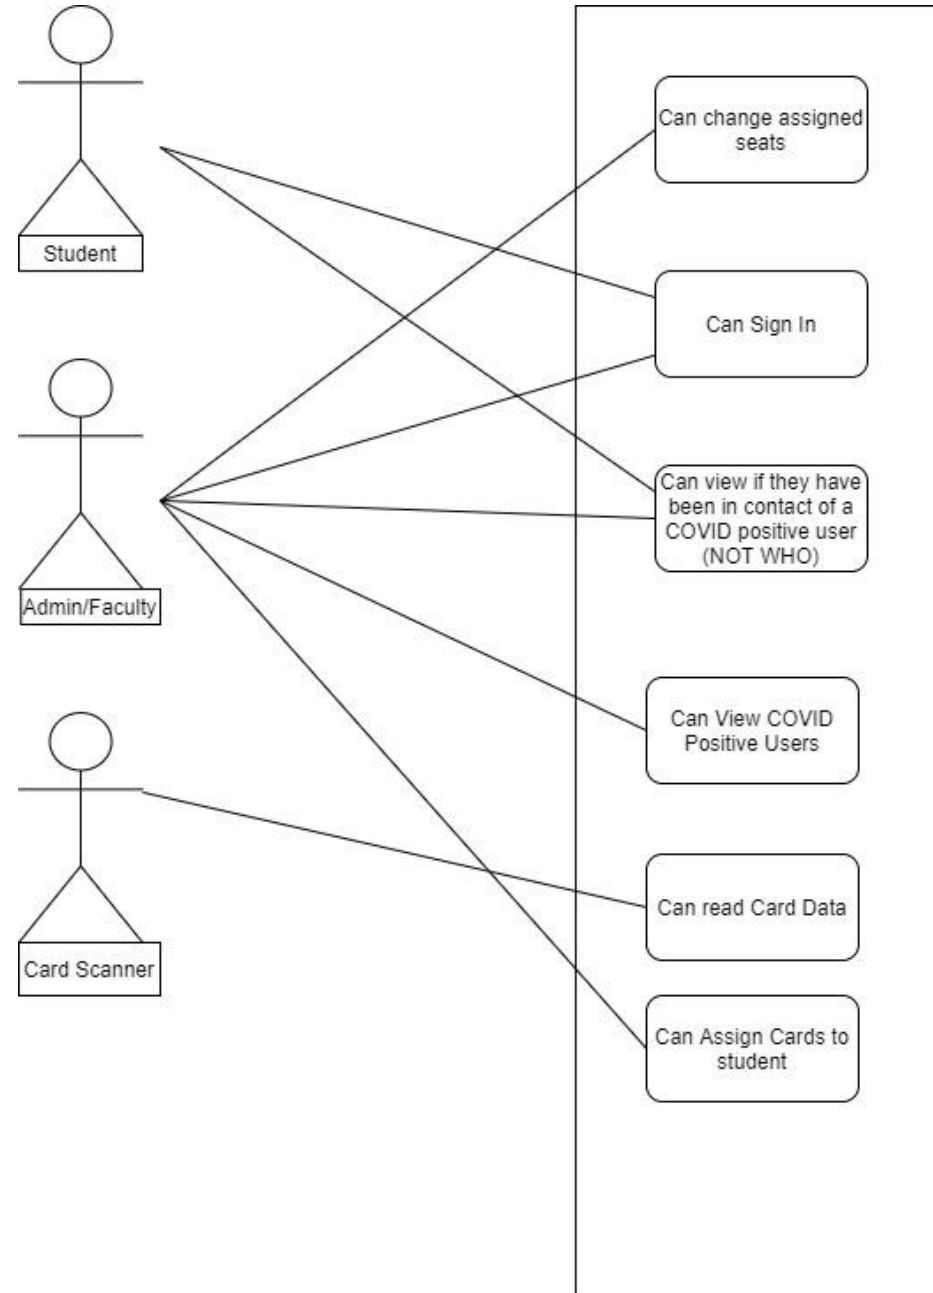 Student
Admin/Faculty
Card Scanner
Can change assigned
seats
Can Sign In
Can view if they have
been in contact of a
COVID positive user
(NOT WHO)
Can View COVID
Positive Users
Can read Card Data
Can Assign Cards to
student